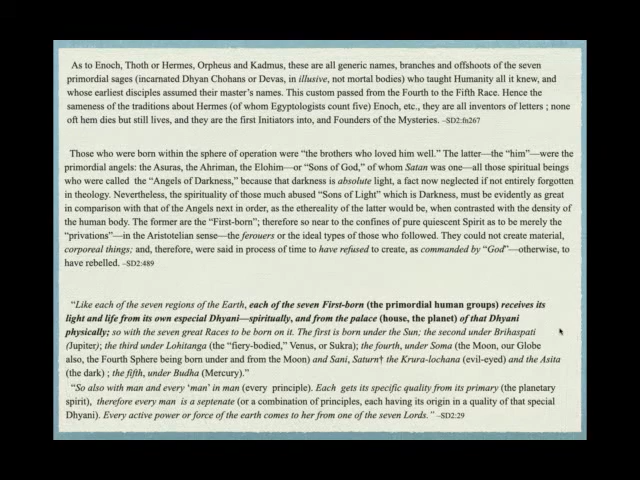 As to Enoch, Thoth or Hermes, Orpheus and Kadmus, these are all generic names, branches and offshoots of the seven
primordial sages (incarnated Dhyan Chohans or Devas, in illusive, not mortal bodies) who taught Humanity all it knew, and
whose earliest disciples assumed their master's names. This custom passed from the Fourth to the Fifth Race. Hence the
sameness of the traditions about Hermes (of whom Egyptologists count five) Enoch, etc., they are all inventors of letters ; none
oft hem dies but still lives, and they are the first Initiators into, and Founders of the Mysteries. –SD2:fn267
Those who were born within the sphere of operation were “the brothers who loved him well.” The latter—the “him”—were the
primordial angels: the Asuras, the Ahriman, the Elohim—or “Sons of God,” of whom Satan was one—all those spiritual beings
who were called the “Angels of Darkness,” because that darkness is absolute light, a fact now neglected if not entirely forgotten
in theology. Nevertheless, the spirituality of those much abused “Sons of Light” which is Darkness, must be evidently as great
in comparison with that of the Angels next in order, as the ethereality of the latter would be, when contrasted with the density of
the human body. The former are the “First-born”; therefore so near to the confines of pure quiescent Spirit as to be merely the
“privations”—in the Aristotelian sense—the ferouers or the ideal types of those who followed. They could not create material,
corporeal things; and, therefore, were said in process of time to have refused to create, as commanded by “God”—otherwise, to
have rebelled. –SD2:489
“Like each of the seven regions of the Earth, each of the seven First-born (the primordial human groups) receives its
light and life from its own especial Dhyani—spiritually, and from the palace (house, the planet) of that Dhyani
physically; so with the seven great Races to be born on it. The first is born under the Sun; the second under Brihaspati
(Jupiter); the third under Lohitanga (the “fiery-bodied,” Venus, or Sukra); the fourth, under Soma (the Moon, our Globe
also, the Fourth Sphere being born under and from the Moon) and Sani, Saturn† the Krura-lochana (evil-eyed) and the Asita
(the dark) ; the fifth, under Budha (Mercury).”
“So also with man and every ‘man’ in man (every principle). Each gets its specific quality from its primary (the planetary
spirit), therefore every man is a septenate (or a combination of principles, each having its origin in a quality of that special
Dhyani). Every active power or force of the earth comes to her from one of the seven Lords.” –SD2:29